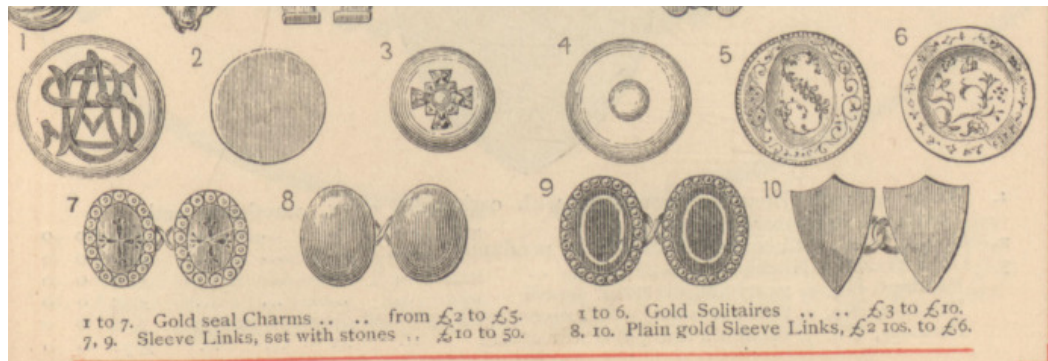 1 2 3 4 5 6
7 8 9 10
1 to 7. Gold seal Charms .. .. from £2 to £5.
7, 9. Sleeve Links, set with stones .. £10 to 50.
1 to 6. Gold Solitaires .. .. £3 to £10.
8. 10. Plain gold Sleeve Links, £2 10s. to £6.